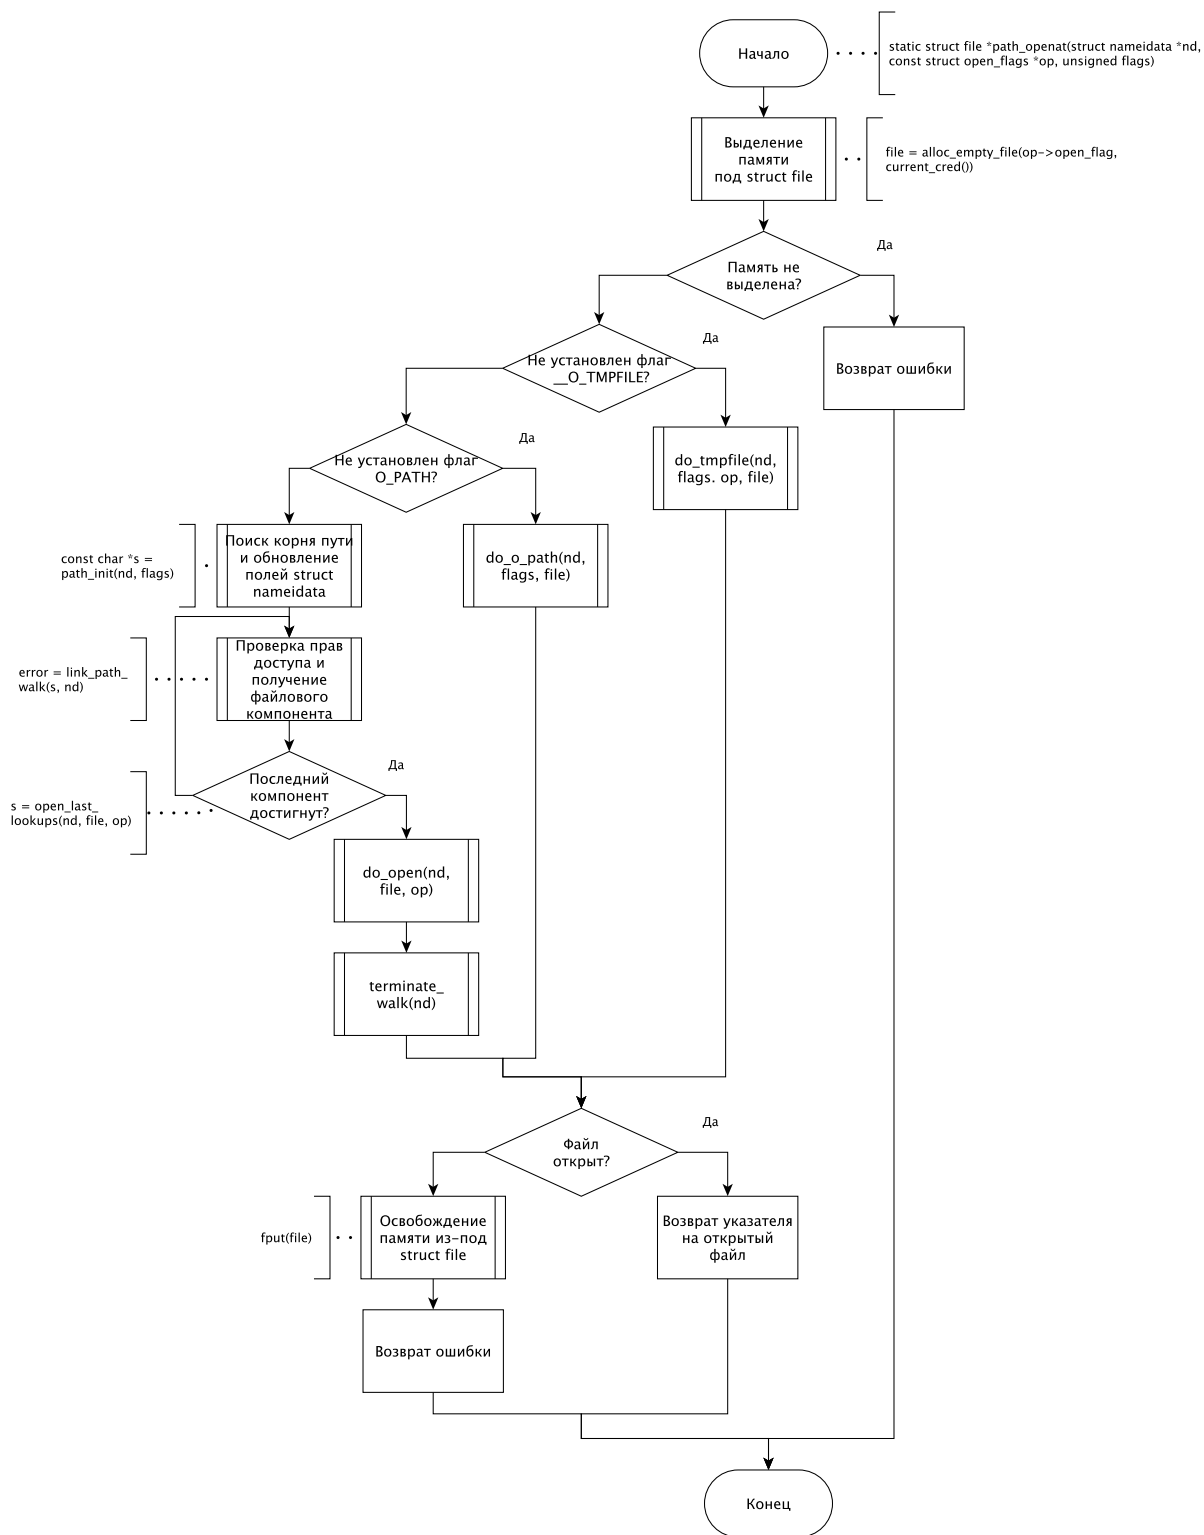 Начало
static struct file *path_openat(struct nameidata *nd,
const struct open_flags *op, unsigned flags)
Выделение
памяти
под struct file
file = alloc_empty_file(op->open_flag,
current_cred())
Да
Память не
выделена?
Возврат ошибки
Да
Не установлен флаг
__O_TMPFILE?
Да
Не установлен флаг
O_PATH?
do_tmpfile(nd,
flags. op, file)
const char *s =
path_init(nd, flags)
Поиск корня пути
и обновление
полей struct
nameidata
do_o_path(nd,
flags, file)
error = link_path_
walk(s, nd)
Проверка прав
доступа и
получение
файлового
компонента
Да
Последний
компонент
достигнут?
s = open_last_
lookups(nd, file, op)
do_open(nd,
file, op)
terminate_
walk(nd)
Да
Файл
открыт?
fput(file)
Освобождение
памяти из-под
struct file
Возврат указателя
на открытый
файл
Возврат ошибки
Конец